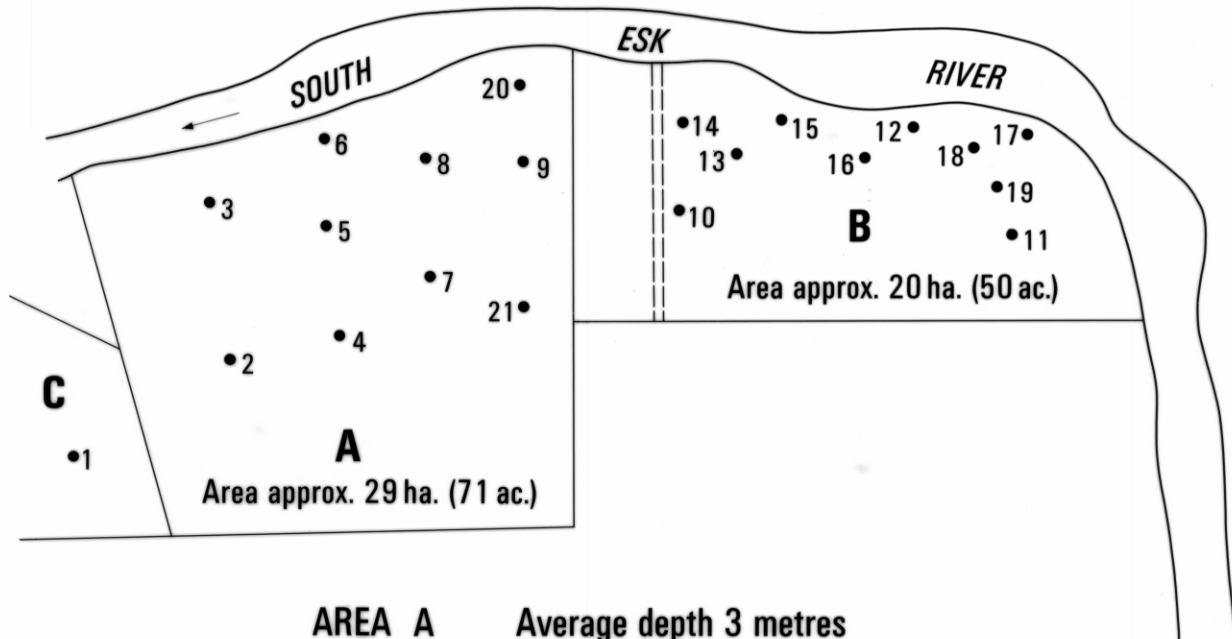 SOUTH
ESK
RIVER
20
6
8
9
3
5
7
21
4
2
C
1
A
Area approx. 29 ha. (71 ac.)
14
15
12
17
13
16
18
19
10
B
11
Area approx. 20 ha. (50 ac.)
AREA A Average depth 3 metres